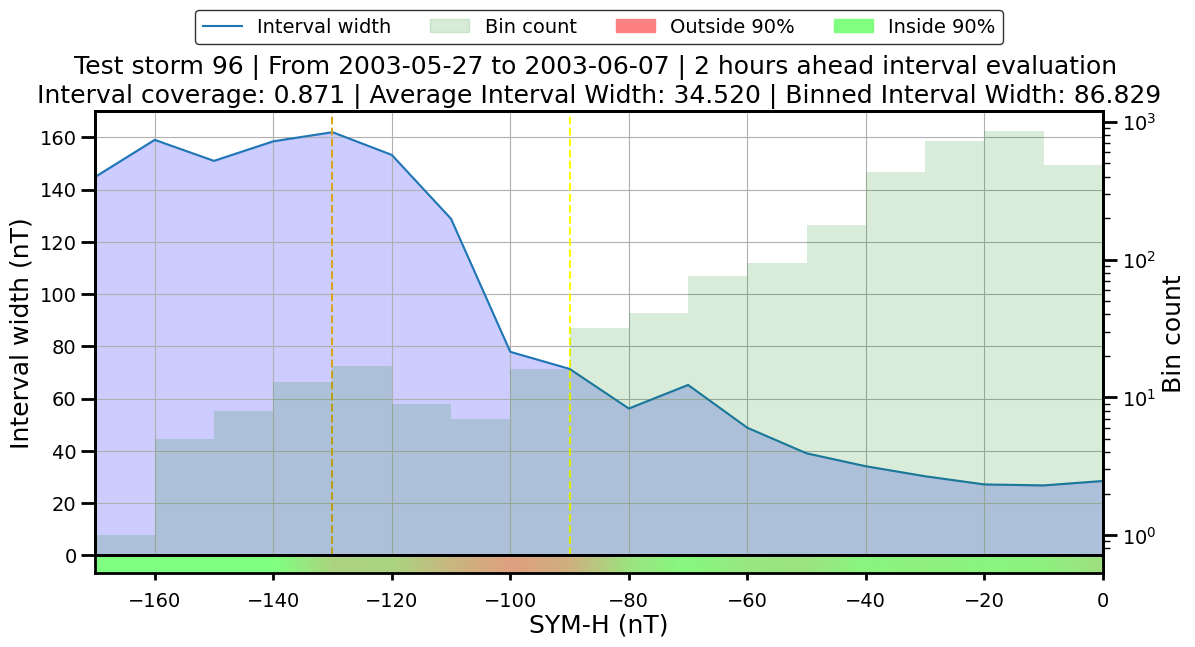 Interval width Bin count Outside 90% Inside 90%
Test storm 96 | From 2003-05-27 to 2003-06-07 | 2 hours ahead interval evaluation
Interval coverage: 0.871 | Average Interval Width: 34.520 | Binned Interval Width: 86.829
Interval width (nT)
160
140
120
100
80
60
40
20
0
10³
10²
10¹
10⁰
Bin count
−160 −140 −120 −100 −80 −60 −40 −20 0
SYM-H (nT)